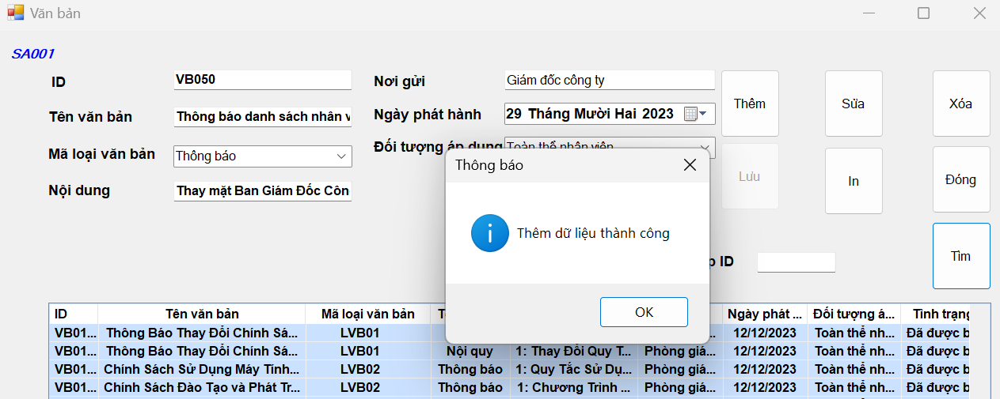 Văn bản
SA001
ID VB050 Nơi gửi Giám đốc công ty
Thêm Sửa Xóa
Tên văn bản Thông báo danh sách nhân v Ngày phát hành 29 Tháng Mười Hai 2023
Mã loại văn bản Thông báo Đối tượng áp dụng Toàn thể nhân viên
Nội dung Thay mặt Ban Giám Đốc Côn
Lưu In Đóng
Thông báo
Thêm dữ liệu thành công
OK
p ID
Tìm
ID Tên văn bản Mã loại văn bản Ngày phát ... Đối tượng á... Tình trạng
VB01... Thông Báo Thay Đổi Chính Sá... LVB01 12/12/2023 Toàn thể nh... Đã được b
VB01... Thông Báo Thay Đổi Chính Sá... LVB01 Nội quy 1: Thay Đổi Quy T... Phòng giá... 12/12/2023 Toàn thể nh... Đã được b
VB01... Chính Sách Sử Dụng Máy Tính... LVB02 Thông báo 1: Quy Tắc Sử Dụ... Phòng giá... 12/12/2023 Toàn thể nh... Đã được b
VB01... Chính Sách Đào Tạo và Phát Tr... LVB02 Thông báo 1: Chương Trình ... Phòng giá... 12/12/2023 Toàn thể nh... Đã được b